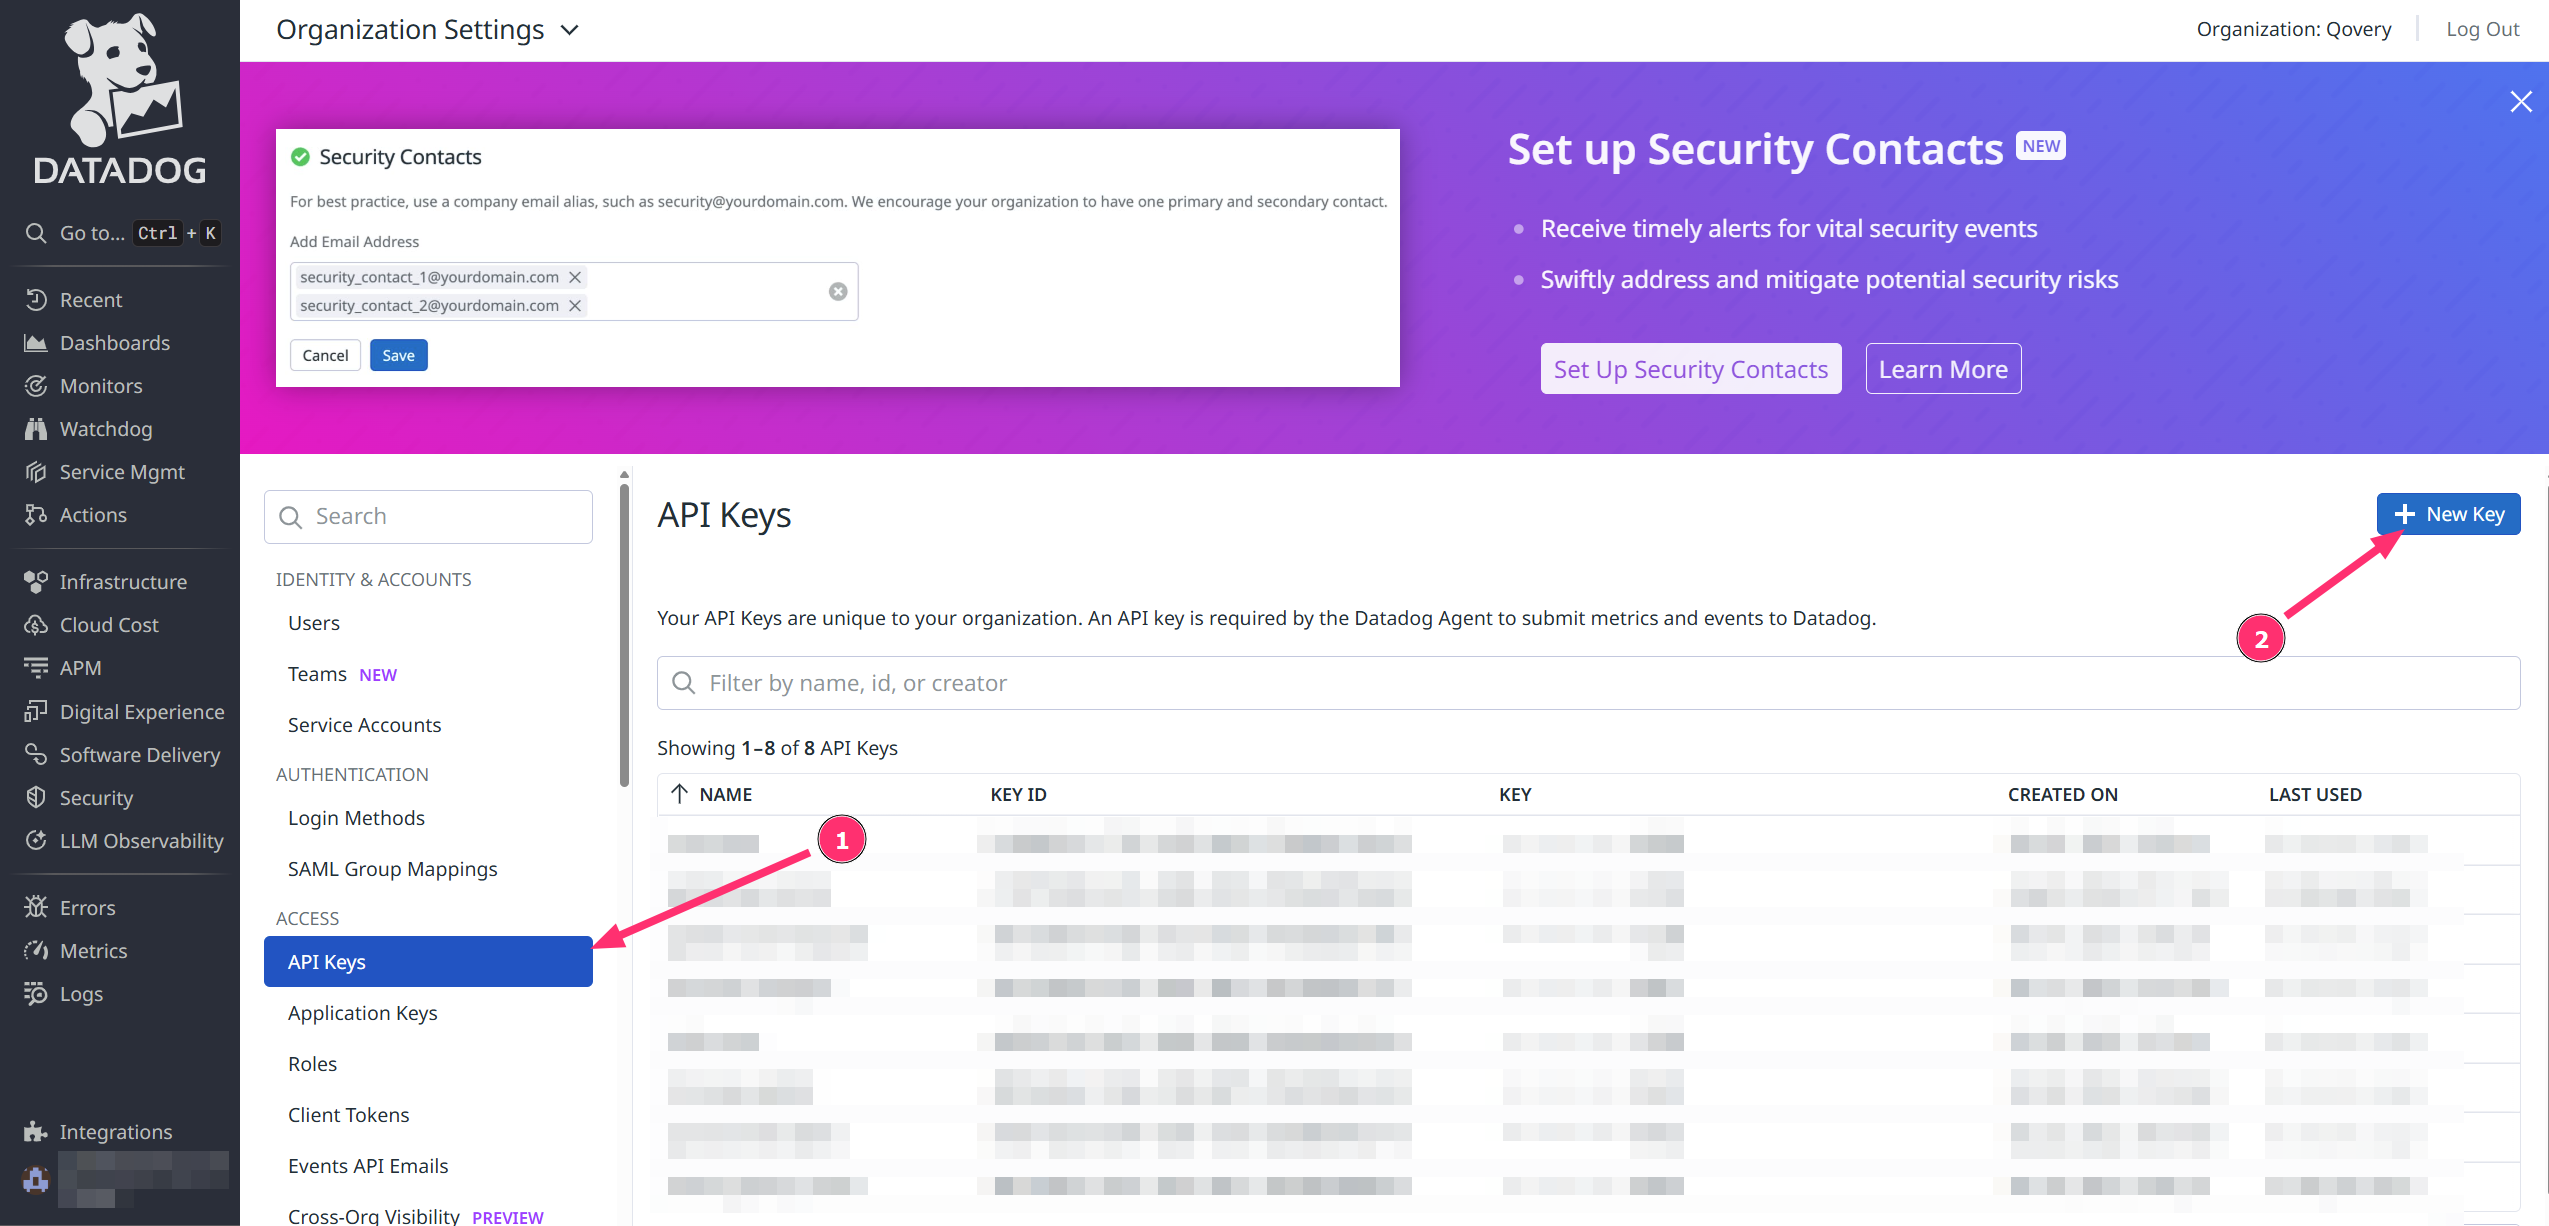 DATADOG
Go to... Ctrl + K
Recent
Dashboards
Monitors
Watchdog
Service Mgmt
Actions
Infrastructure
Cloud Cost
APM
Digital Experience
Software Delivery
Security
LLM Observability
Errors
Metrics
Logs
Integrations
Organization Settings
Organization: Qovery
Log Out
Security Contacts
For best practice, use a company email alias, such as security@yourdomain.com. We encourage your organization to have one primary and secondary contact.
Add Email Address
security_contact_1@yourdomain.com
security_contact_2@yourdomain.com
Cancel
Save
Set up Security Contacts NEW
Receive timely alerts for vital security events
Swiftly address and mitigate potential security risks
Set Up Security Contacts
Learn More
Search
IDENTITY & ACCOUNTS
Users
Teams NEW
Service Accounts
AUTHENTICATION
Login Methods
SAML Group Mappings
ACCESS
API Keys
Application Keys
Roles
Client Tokens
Events API Emails
Cross-Org Visibility PREVIEW
1
API Keys
New Key
2
Your API Keys are unique to your organization. An API key is required by the Datadog Agent to submit metrics and events to Datadog.
Filter by name, id, or creator
Showing 1–8 of 8 API Keys
NAME KEY ID KEY CREATED ON LAST USED